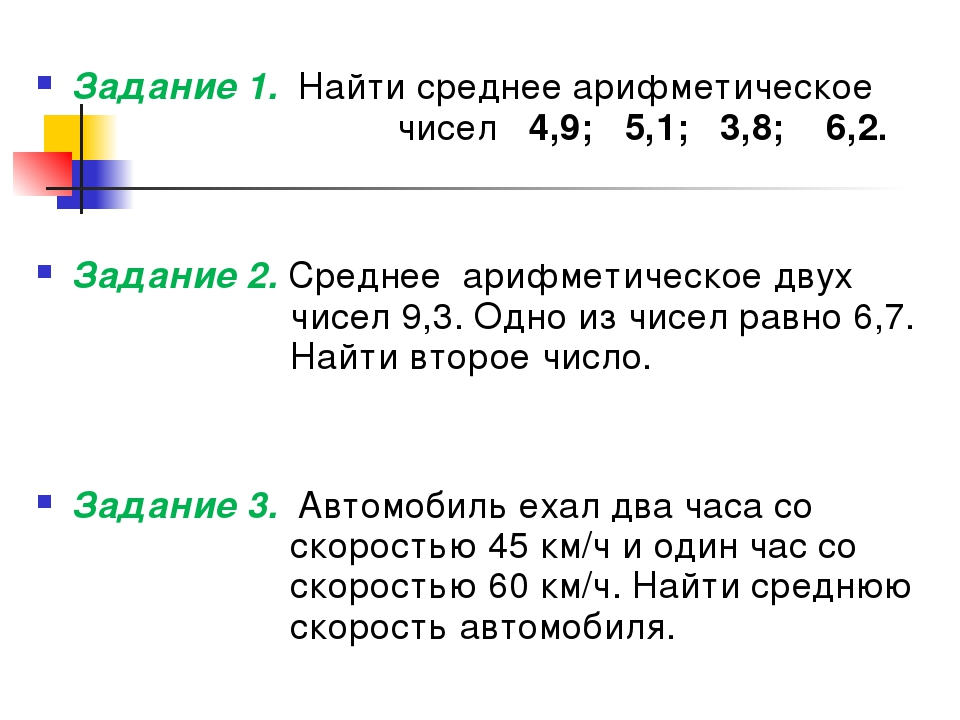 Задание 1. Найти среднее арифметическое
чисел 4,9; 5,1; 3,8; 6,2.
Задание 2. Среднее арифметическое двух
чисел 9,3. Одно из чисел равно 6,7.
Найти второе число.
Задание 3. Автомобиль ехал два часа со
скоростью 45 км/ч и один час со
скоростью 60 км/ч. Найти среднюю
скорость автомобиля.